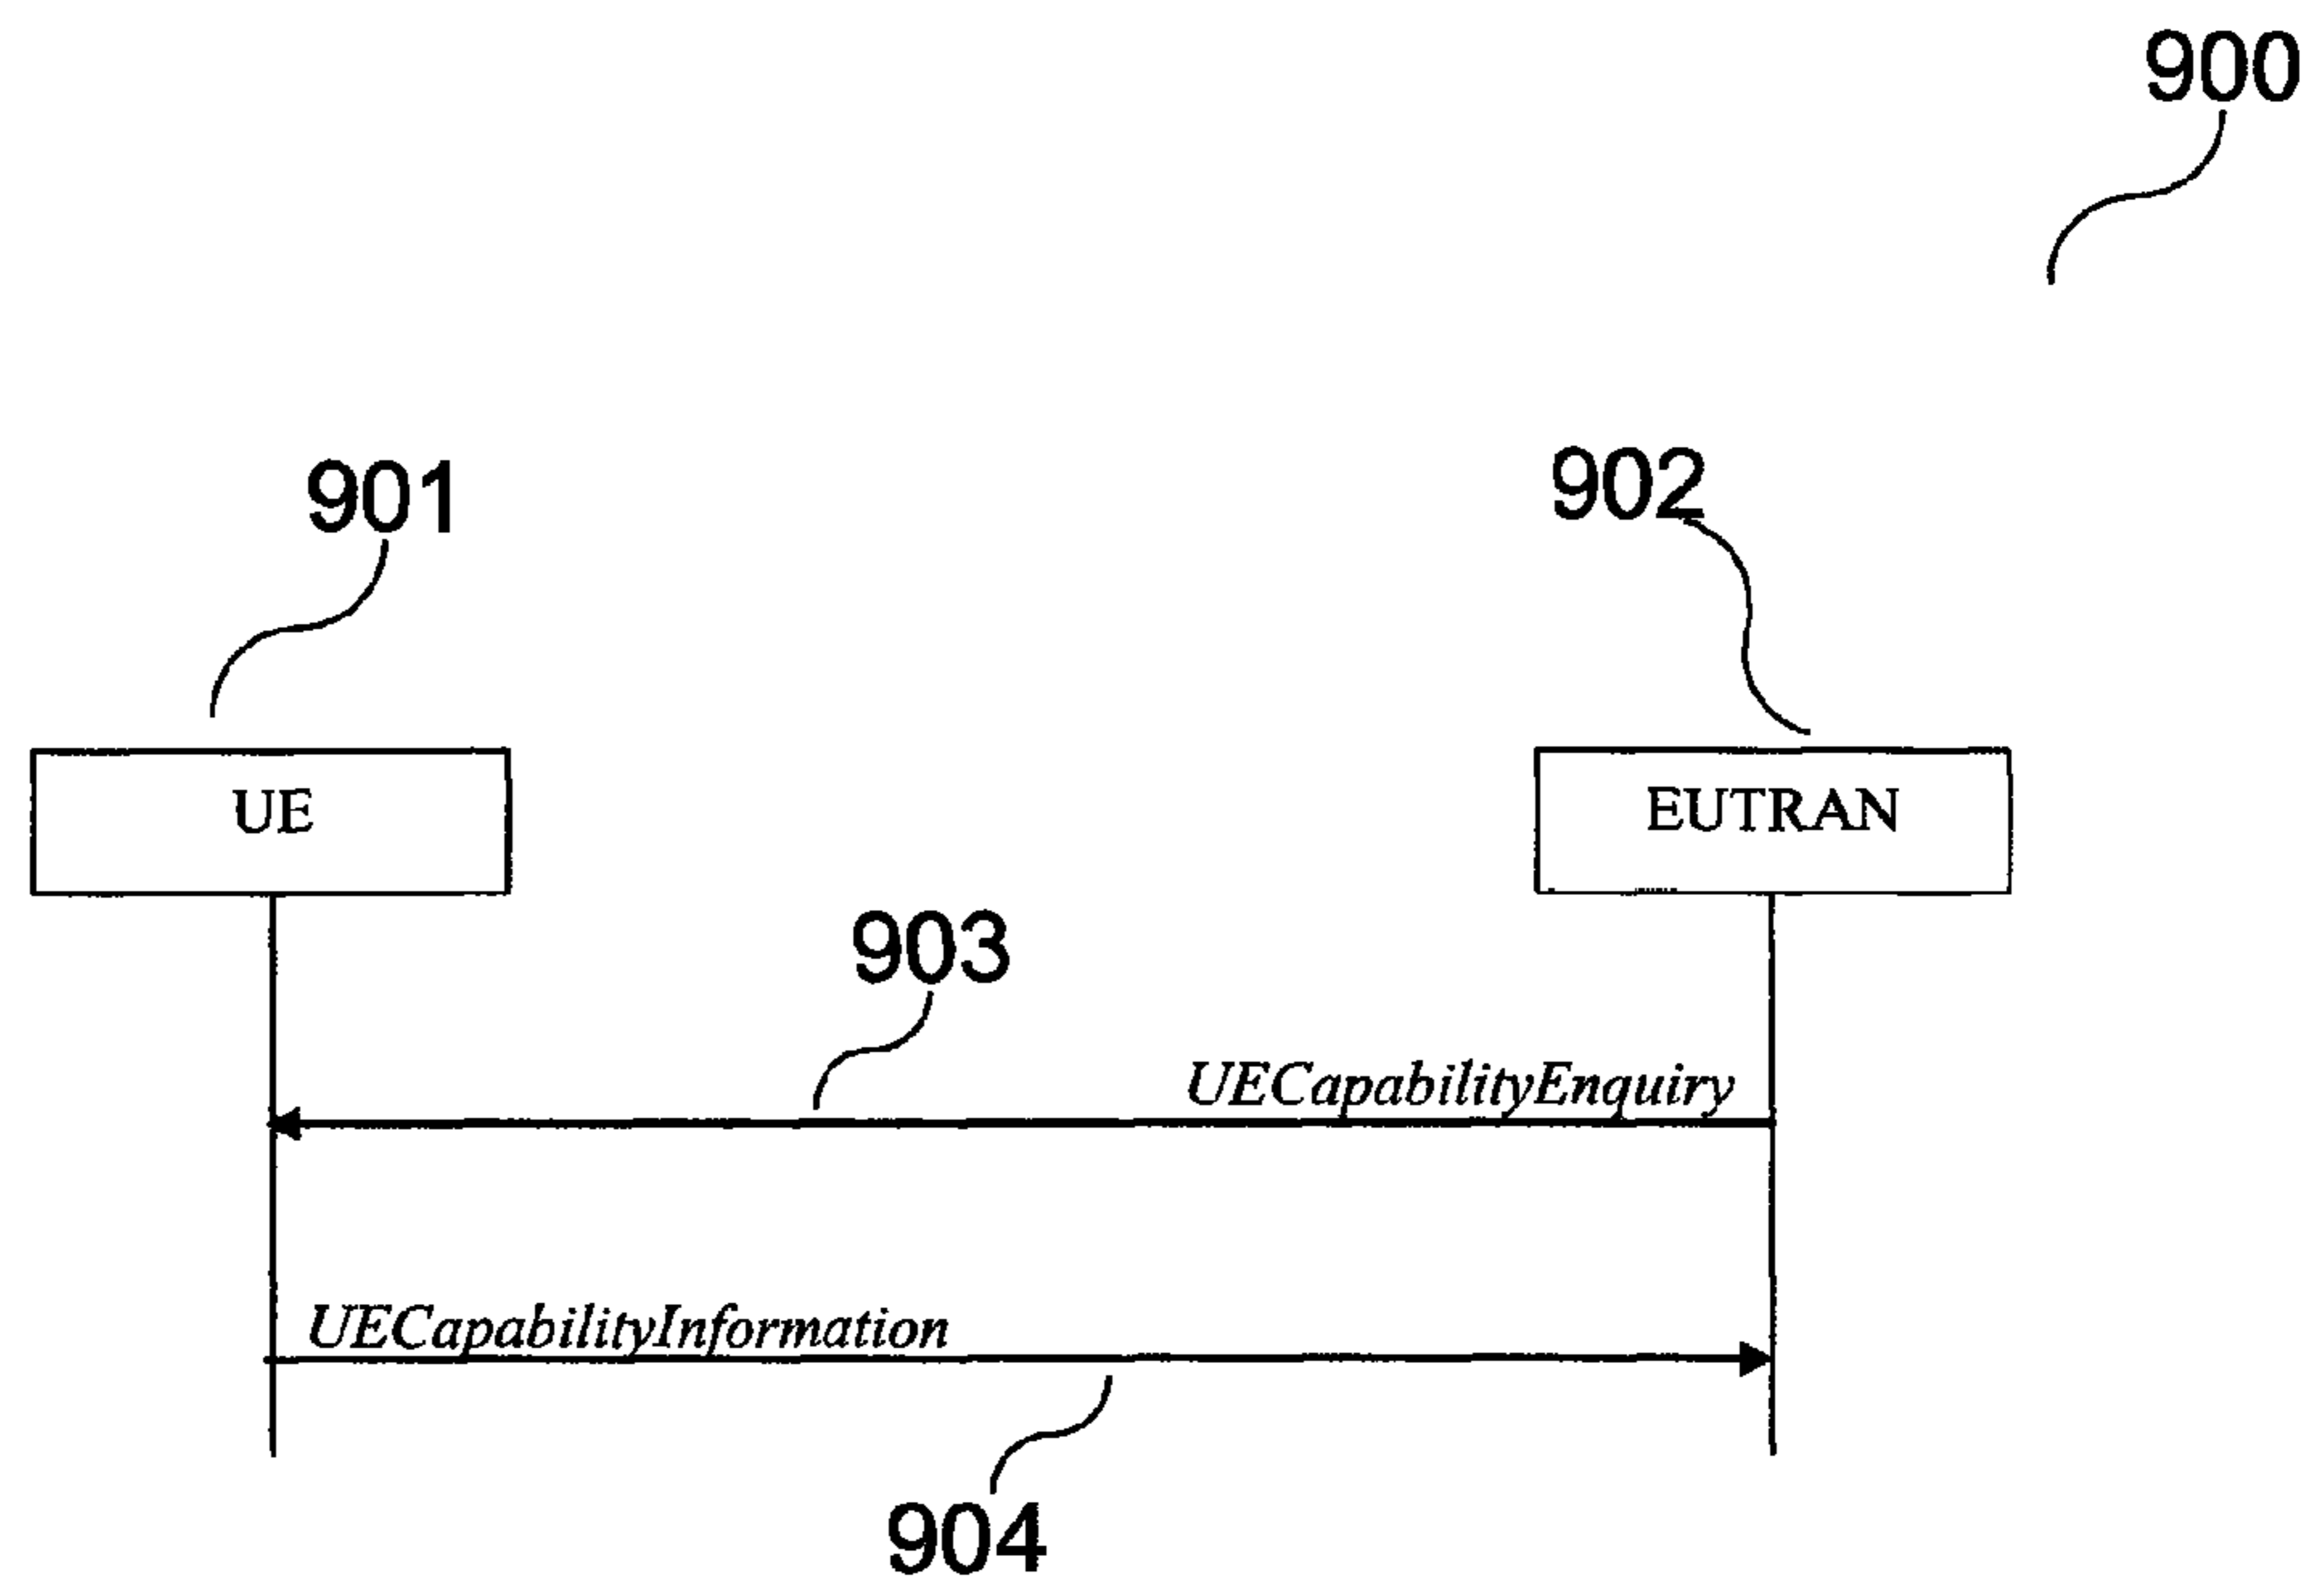 900
901
902
UE
EUTRAN
903
UECapabilityEnquiry
UECapabilityInformation
904